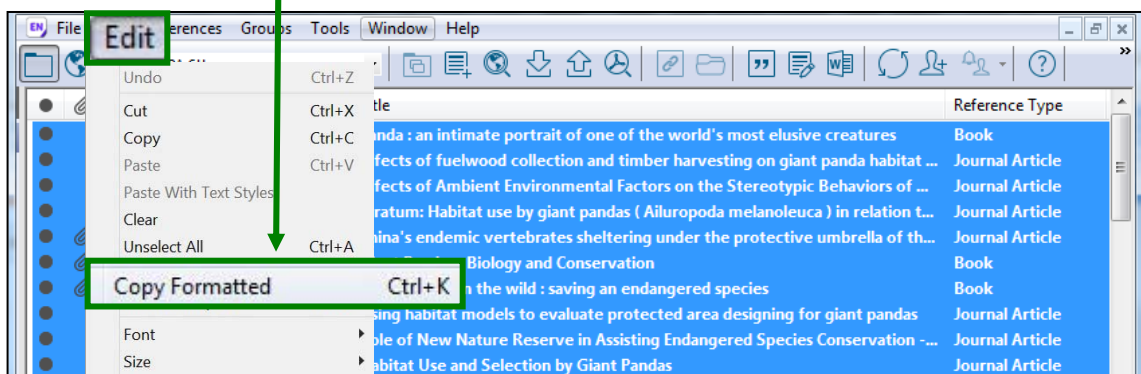 EN File Edit erences Groups Tools Window Help
Undo Ctrl+Z
tle Reference Type
Cut Ctrl+X
Copy Ctrl+C
anda : an intimate portrait of one of the world's most elusive creatures Book
Paste Ctrl+V
fects of fuelwood collection and timber harvesting on giant panda habitat ... Journal Article
Paste With Text Styles
fects of Ambient Environmental Factors on the Stereotypic Behaviors of ... Journal Article
Clear
ratum: Habitat use by giant pandas ( Ailuropoda melanoleuca ) in relation t... Journal Article
Unselect All Ctrl+A
hina's endemic vertebrates sheltering under the protective umbrella of th... Journal Article
Biology and Conservation Book
Copy Formatted Ctrl+K
the wild : saving an endangered species Book
sing habitat models to evaluate protected area designing for giant pandas Journal Article
Font
ole of New Nature Reserve in Assisting Endangered Species Conservation -... Journal Article
Size
abitat Use and Selection by Giant Pandas Journal Article